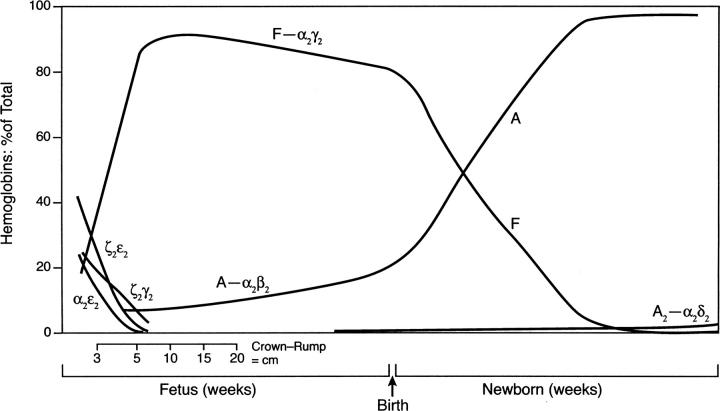 Hemoglobins: % of Total
100
80
60
40
20
0
F—α₂γ₂
A
F
ζ₂ε₂
ζ₂γ₂
α₂ε₂
A—α₂β₂
A₂—α₂δ₂
3 5 10 15 20
Crown–Rump
= cm
Fetus (weeks)
Newborn (weeks)
Birth